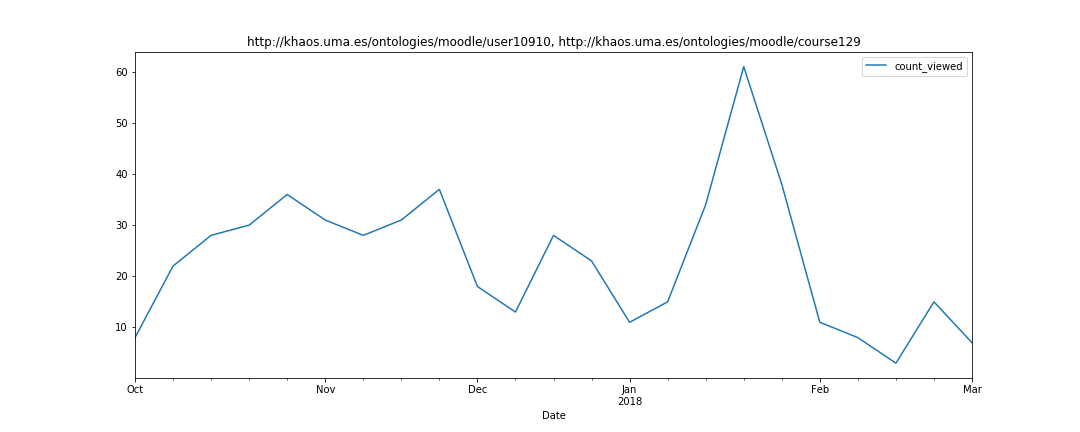 http://khaos.uma.es/ontologies/moodle/user10910, http://khaos.uma.es/ontologies/moodle/course129
count_viewed
60
50
40
30
20
10
Oct Nov Dec Jan Feb Mar
2018
Date